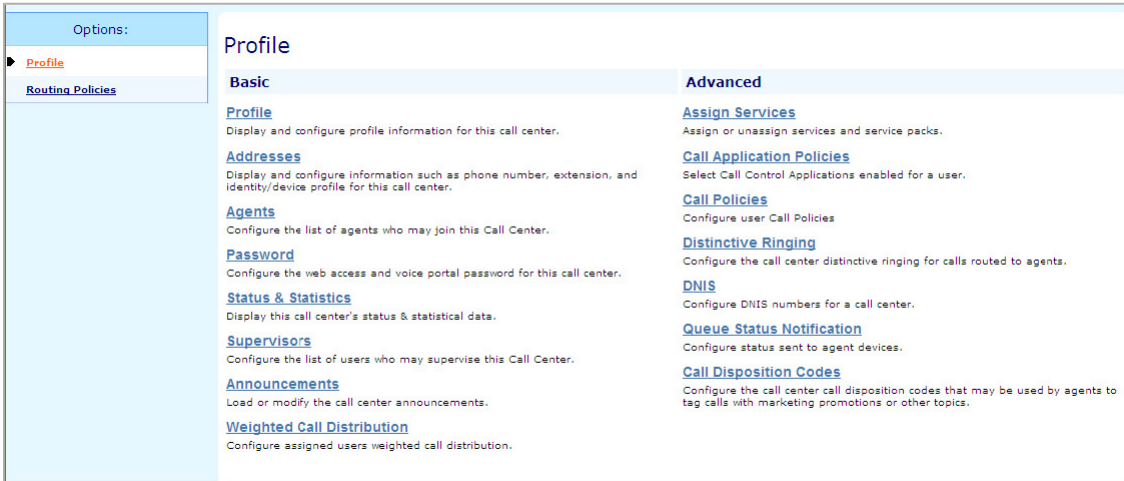 Options:
Profile
Routing Policies
Profile
Basic
Profile
Display and configure profile information for this call center.
Addresses
Display and configure information such as phone number, extension, and
identity/device profile for this call center.
Agents
Configure the list of agents who may join this Call Center.
Password
Configure the web access and voice portal password for this call center.
Status & Statistics
Display this call center's status & statistical data.
Supervisors
Configure the list of users who may supervise this Call Center.
Announcements
Load or modify the call center announcements.
Weighted Call Distribution
Configure assigned users weighted call distribution.
Advanced
Assign Services
Assign or unassign services and service packs.
Call Application Policies
Select Call Control Applications enabled for a user.
Call Policies
Configure user Call Policies
Distinctive Ringing
Configure the call center distinctive ringing for calls routed to agents.
DNIS
Configure DNIS numbers for a call center.
Queue Status Notification
Configure status sent to agent devices.
Call Disposition Codes
Configure the call center call disposition codes that may be used by agents to
tag calls with marketing promotions or other topics.